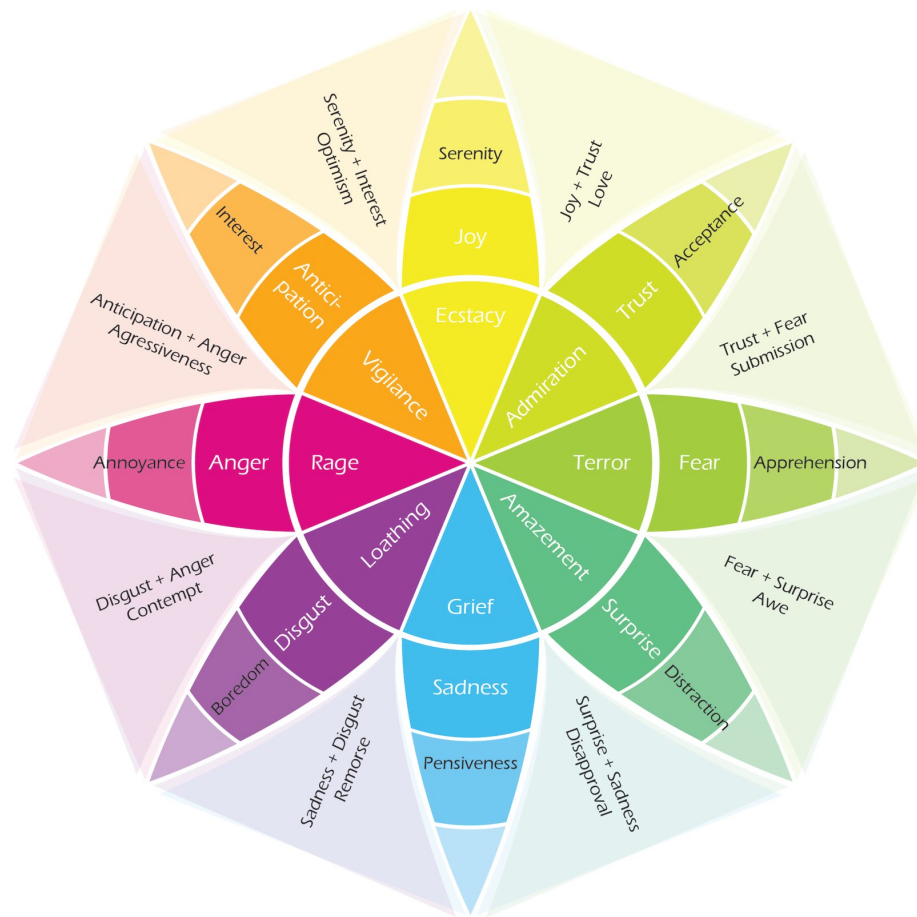 Serenity + Interest
Optimism
Serenity
Joy
Ecstacy
Joy + Trust
Love
Acceptance
Trust
Admiration
Trust + Fear
Submission
Terror
Fear
Apprehension
Fear + Surprise
Awe
Amazement
Surprise
Distraction
Surprise + Sadness
Disapproval
Grief
Sadness
Pensiveness
Sadness + Disgust
Remorse
Loathing
Disgust
Boredom
Disgust + Anger
Contempt
Annoyance
Anger
Rage
Anticipation + Anger
Agressiveness
Interest
Antici-
pation
Vigilance